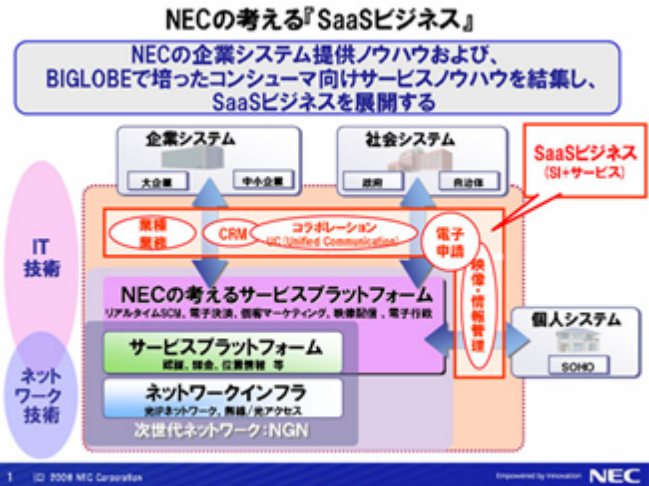 NECの考える『SaaSビジネス』
NECの企業システム提供ノウハウおよび、
BIGLOBEで培ったコンシューマ向けサービスノウハウを結集し、
SaaSビジネスを展開する
企業システム
大企業
中小企業
社会システム
政府
自治体
SaaSビジネス
(SI+サービス)
IT
技術
業種
業務
CRM
コラボレーション
UC(Unified Communication)
電子
申請
映像・情報管理
NECの考えるサービスプラットフォーム
リアルタイムSCM、電子決済、個客マーケティング、映像配信、電子行政
サービスプラットフォーム
認証、課金、位置情報 等
個人システム
SOHO
ネット
ワーク
技術
ネットワークインフラ
光IPネットワーク、無線/光アクセス
次世代ネットワーク:NGN
1
(C) 2008 NEC Corporation
Empowered by Innovation
NEC